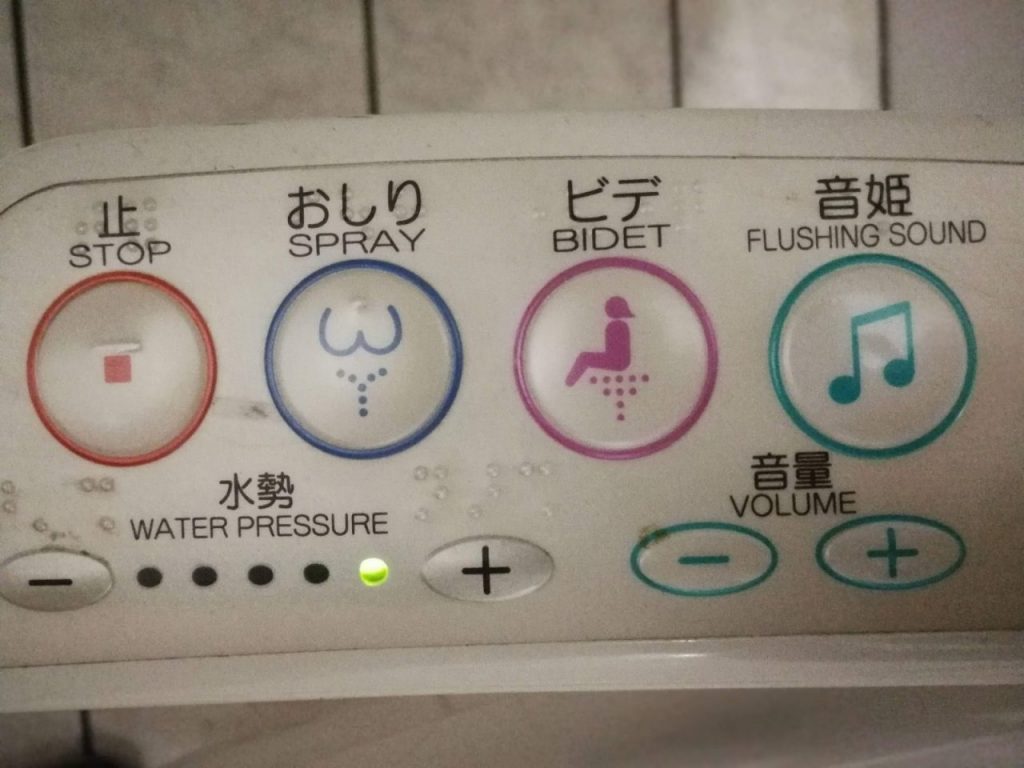 止
STOP
おしり
SPRAY
ビデ
BIDET
音姫
FLUSHING SOUND
水勢
WATER PRESSURE
− +
音量
VOLUME
− +